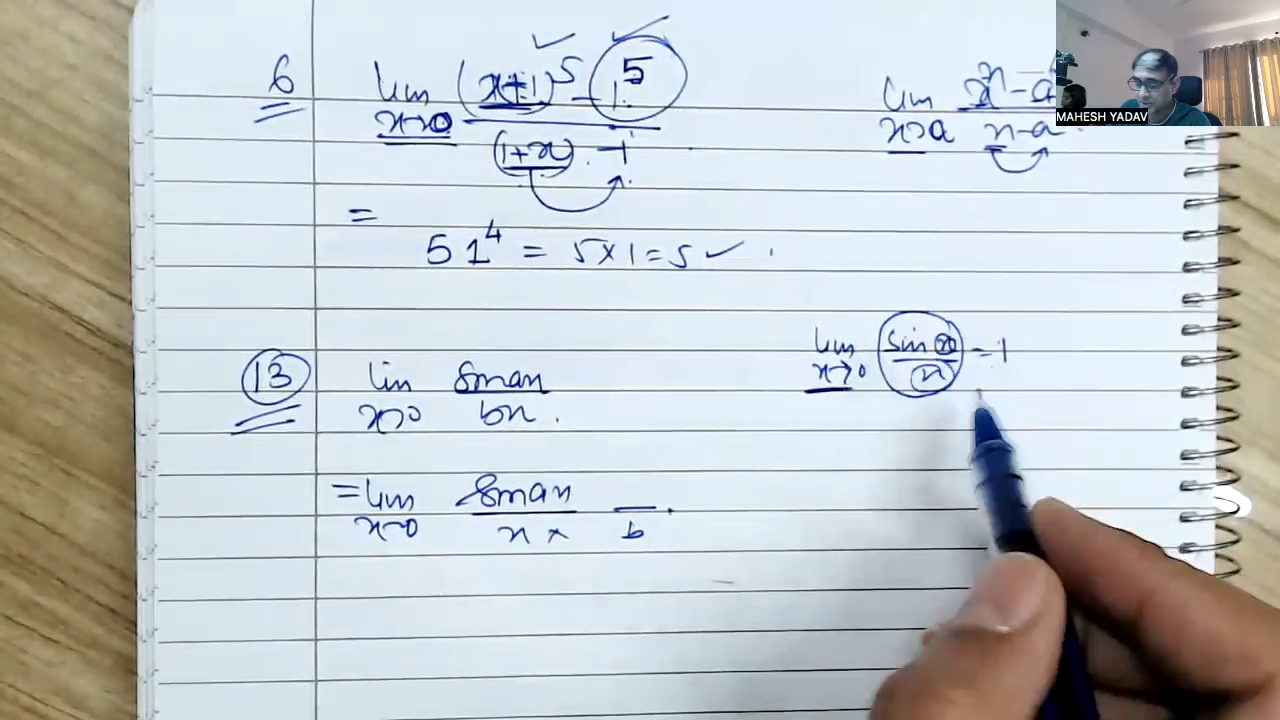 6 lim x→0 ((x+1)^5 - 1^5) / ((1+x) - 1)
lim x→a (x^n - a) / (x-a)
MAHESH YADAV
=
5 1^4 = 5×1=5 ✓
13 lim x→0 sin ax / bx .
lim x→0 sin x / x = 1
= lim x→0 sin ax / x × — / b .